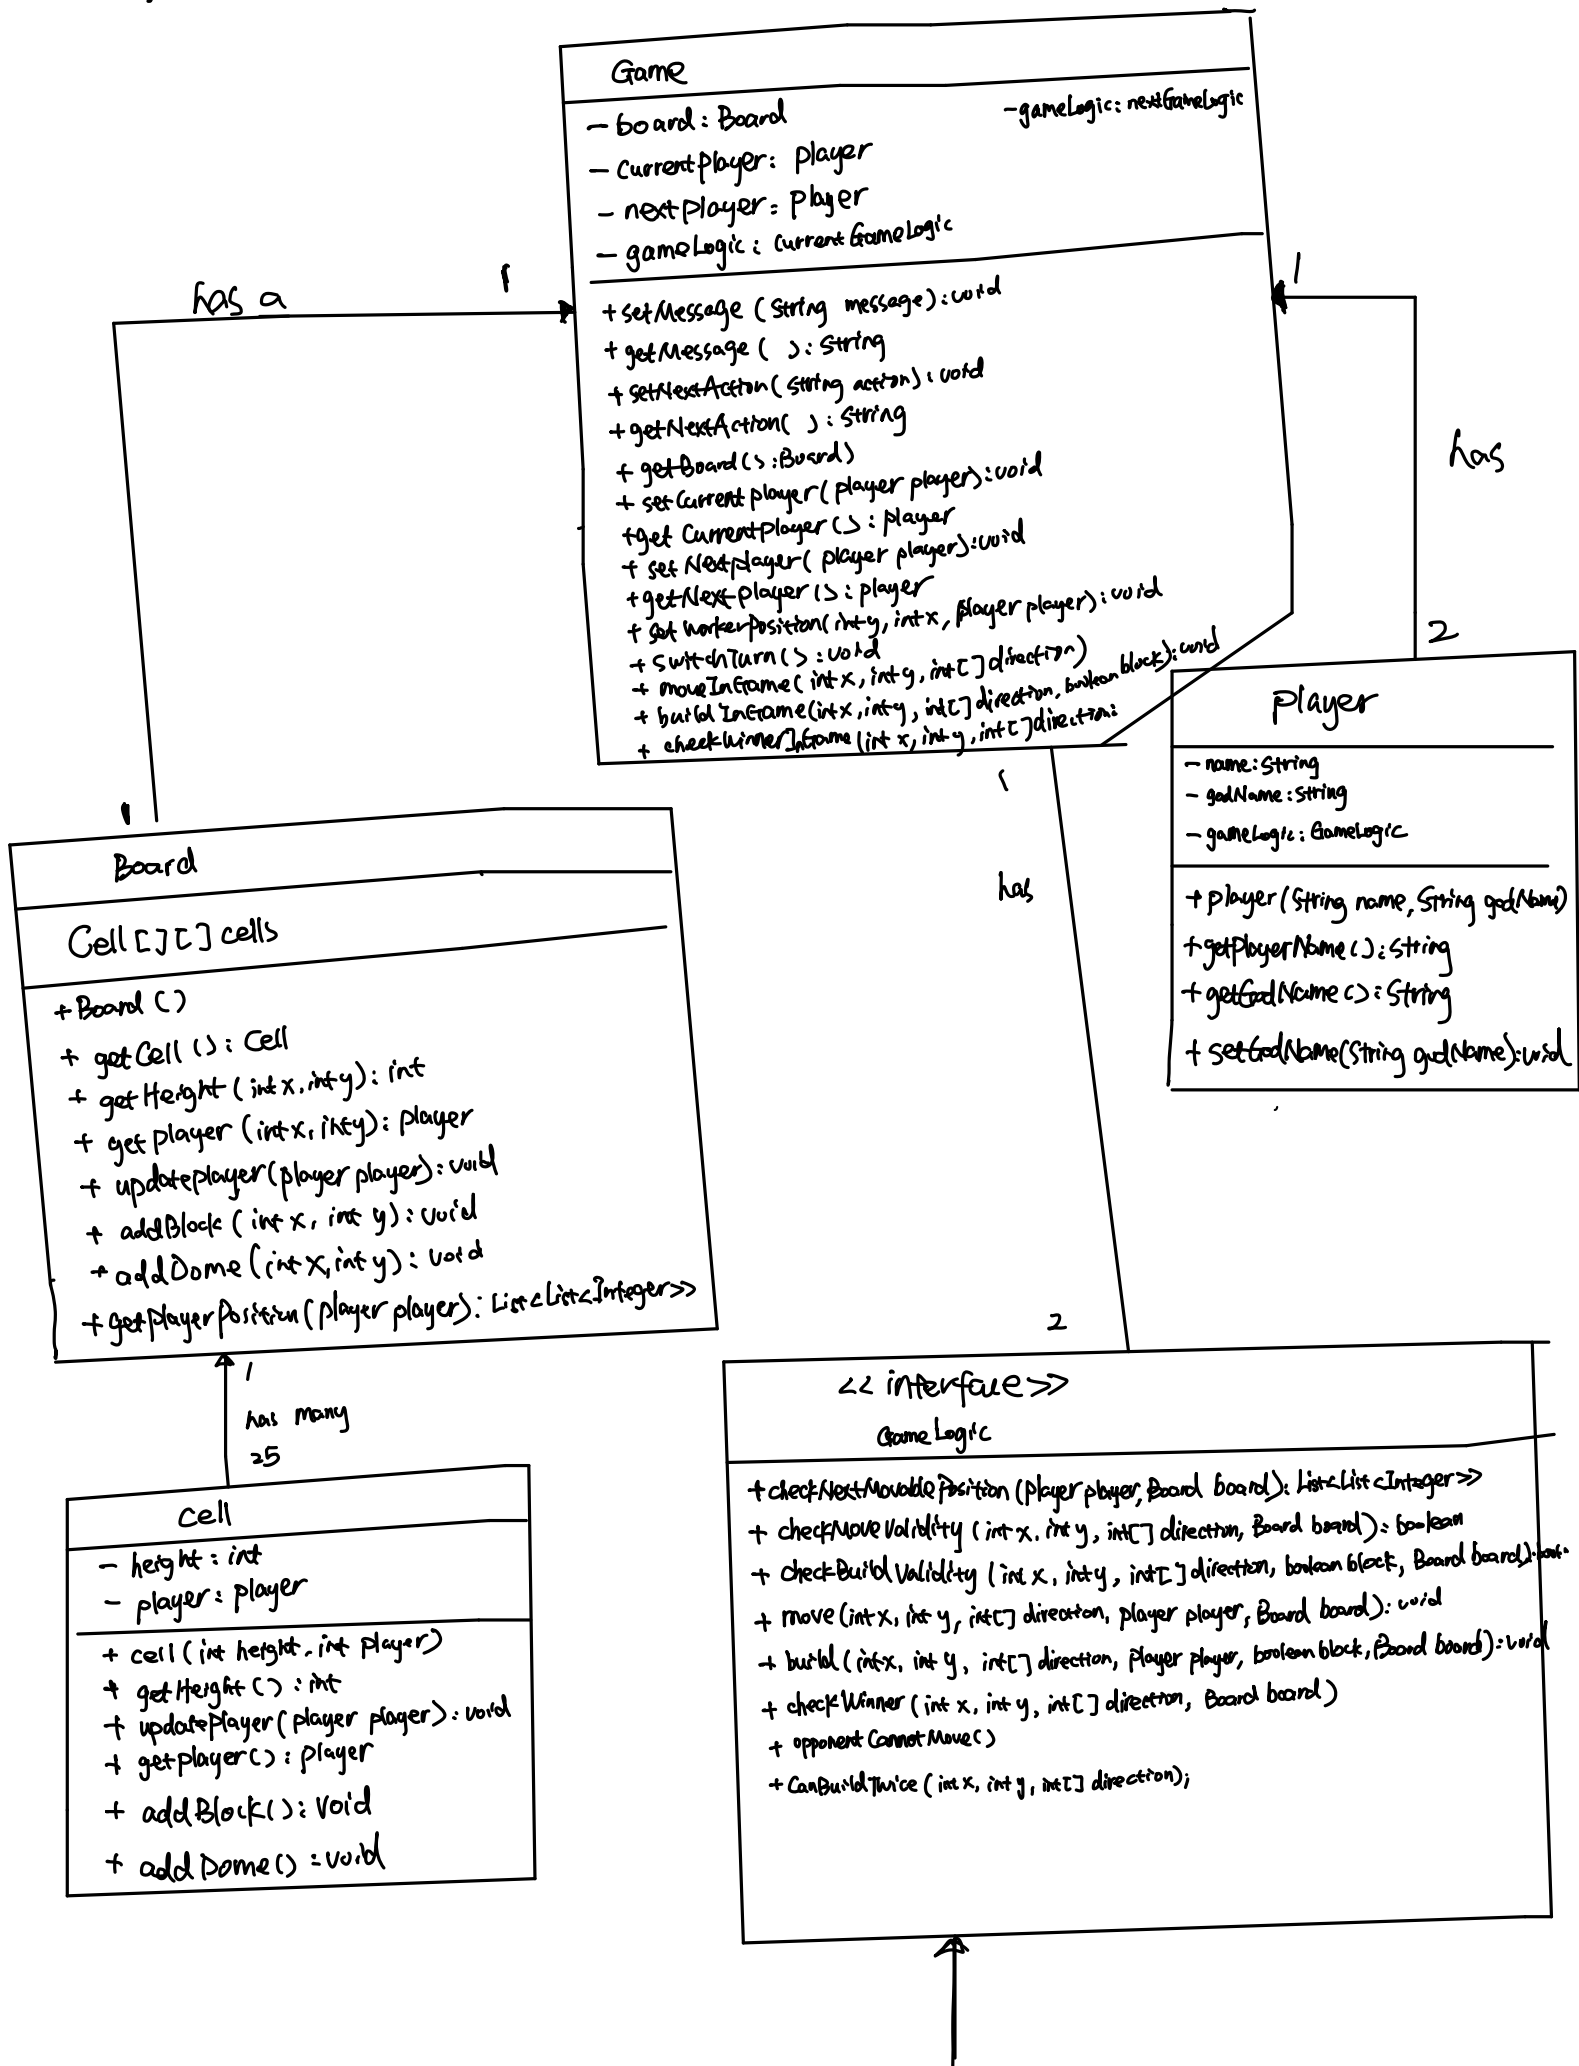 Game
- board: Board
- gameLogic: nextGameLogic
- CurrentPlayer: player
- nextplayer: player
- gameLogic: CurrentGameLogic
+ setMessage (String message): void
+ getMessage ( ): String
+ setNextAction(String action): void
+ getNextAction( ): String
+ getBoard(): Board)
+ setCurrentplayer(player player): void
+ get CurrentPlayer(): player
+ set Nextplayer( player player): void
+ getNextplayer(): player
+ set WorkerPosition(int y, int x, player player): void
+ SwitchTurn(): void
+ moveInGame( int x, int y, int[] direction)
+ build InGame(int x, int y, int[] direction, boolean block): void
+ checkWinnerInGame(int x, int y, int[] direction:
has a
1
1
1
has
2
player
- name: String
- godName: String
- gameLogic: GameLogic
+ player(String name, String godName)
+ getPlayerName(): String
+ getGodName(): String
+ setGodName(String godName): void
1
has
2
Board
Cell[][] cells
+ Board ()
+ getCell (): Cell
+ getHeight (int x, int y): int
+ getplayer (int x, int y): player
+ updateplayer(player player): void
+ addBlock (int x, int y): void
+ addDome (int x, int y): void
+ getplayerPosition(player player): List<List<Integer>>
1
has many
25
cell
- height: int
- player: player
+ cell(int height, int player)
+ getHeight(): int
+ updatePlayer(player player): void
+ getplayer(): player
+ addBlock(): Void
+ addDome(): void
<< interface >>
GameLogic
+ checkNextMovablePosition (player player, Board board): List<List<Integer>>
+ checkMoveValidity (int x, int y, int[] direction, Board board): boolean
+ checkBuildValidity (int x, int y, int[] direction, boolean block, Board board):
+ move (int x, int y, int[] direction, player player, Board board): void
+ build (int x, int y, int[] direction, player player, boolean block, Board board): void
+ checkWinner (int x, int y, int[] direction, Board board)
+ opponentCannotMove()
+ CanBuildTwice (int x, int y, int[] direction);